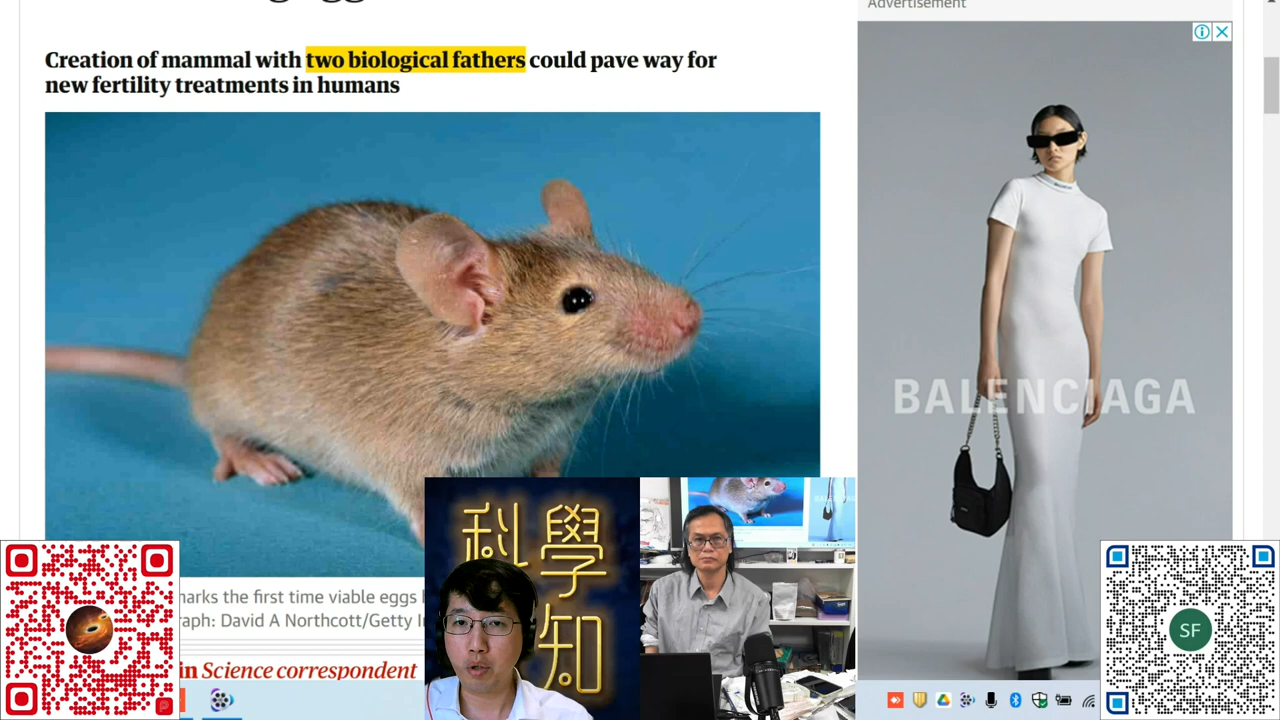 Advertisement
Creation of mammal with two biological fathers could pave way for
new fertility treatments in humans
BALENCIAGA
marks the first time viable eggs
raph: David A Northcott/Getty
in Science correspondent
科學
知
SF